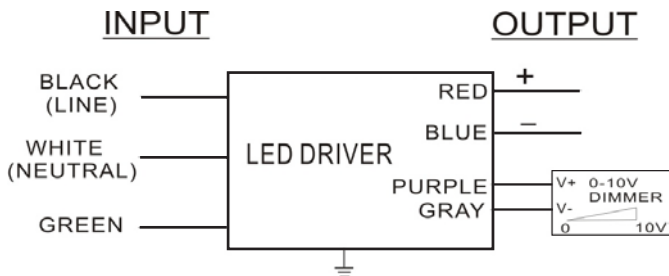 INPUT
OUTPUT
BLACK
(LINE)
WHITE
(NEUTRAL)
GREEN
LED DRIVER
RED
+
BLUE
−
PURPLE
GRAY
V+ 0-10V
DIMMER
V-
0 10V